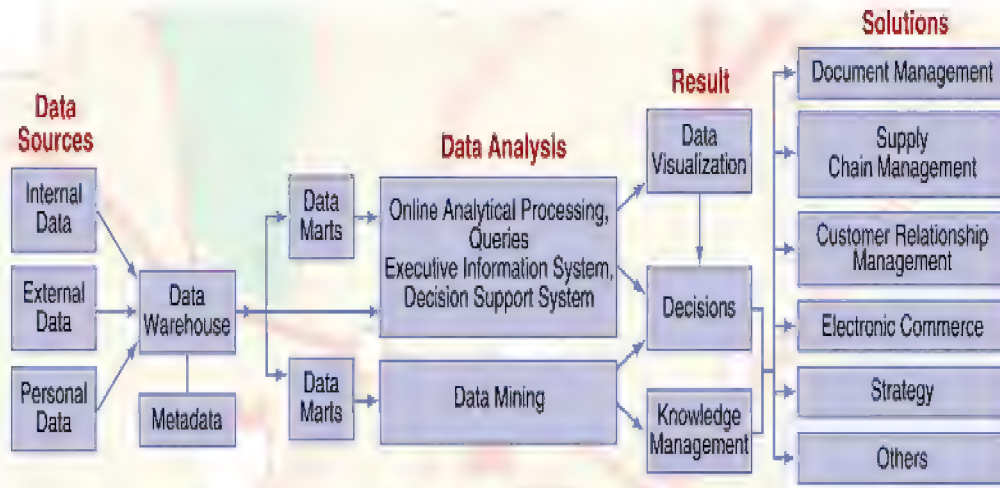 Data
Sources
Internal
Data
External
Data
Personal
Data
Data
Warehouse
Metadata
Data
Marts
Data
Marts
Data Analysis
Online Analytical Processing,
Queries
Executive Information System,
Decision Support System
Data Mining
Result
Data
Visualization
Decisions
Knowledge
Management
Solutions
Document Management
Supply
Chain Management
Customer Relationship
Management
Electronic Commerce
Strategy
Others